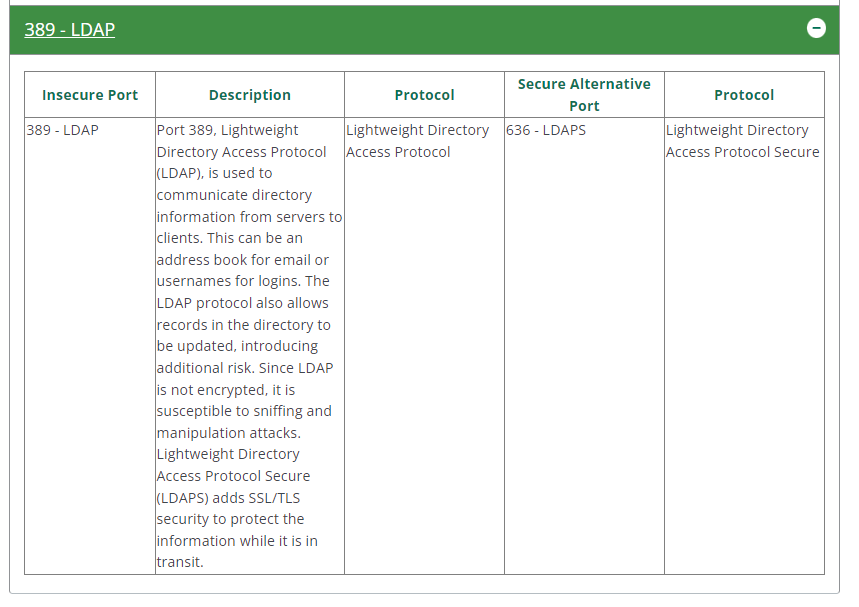 389 - LDAP
Insecure Port
Description
Protocol
Secure Alternative
Port
Protocol
389 - LDAP
Port 389, Lightweight
Directory Access Protocol
(LDAP), is used to
communicate directory
information from servers to
clients. This can be an
address book for email or
usernames for logins. The
LDAP protocol also allows
records in the directory to
be updated, introducing
additional risk. Since LDAP
is not encrypted, it is
susceptible to sniffing and
manipulation attacks.
Lightweight Directory
Access Protocol Secure
(LDAPS) adds SSL/TLS
security to protect the
information while it is in
transit.
Lightweight Directory
Access Protocol
636 - LDAPS
Lightweight Directory
Access Protocol Secure